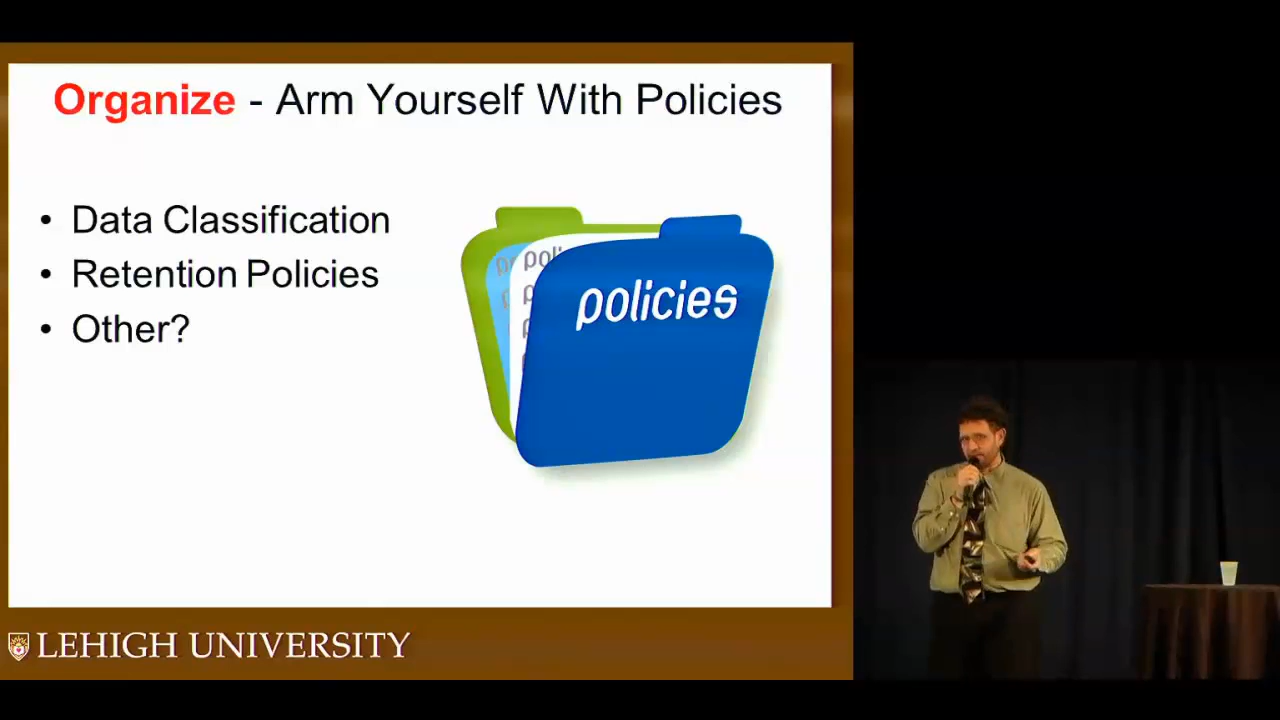 Organize - Arm Yourself With Policies
• Data Classification
• Retention Policies
• Other?
policies
LEHIGH UNIVERSITY